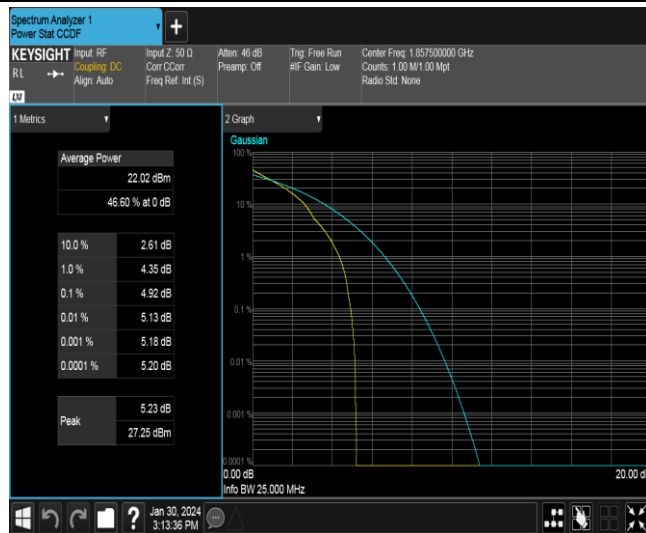 Spectrum Analyzer 1
Power Stat CCDF
+
KEYSIGHT
RL
LXI
Input: RF
Coupling: DC
Align: Auto
Input Z: 50 Ω
Corr CCorr
Freq Ref: Int (S)
Atten: 46 dB
Preamp: Off
Trig: Free Run
#IF Gain: Low
Center Freq: 1.857500000 GHz
Counts: 1.00 M/1.00 Mpt
Radio Std: None
1 Metrics
Average Power
22.02 dBm
46.60 % at 0 dB
10.0 % 2.61 dB
1.0 % 4.35 dB
0.1 % 4.92 dB
0.01 % 5.13 dB
0.001 % 5.18 dB
0.0001 % 5.20 dB
Peak
5.23 dB
27.25 dBm
2 Graph
Gaussian
100 %
10 %
1 %
0.1 %
0.01 %
0.001 %
0.0001 %
0.00 dB
20.00 d
Info BW 25.000 MHz
?
Jan 30, 2024
3:13:36 PM